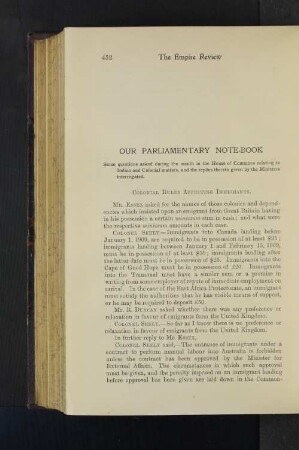 458 The Empire Review
OUR PARLIAMENTARY NOTE-BOOK
Some questions asked during the month in the House of Commons relating to
Indian and Colonial matters, and the replies thereto given by the Ministers
interrogated.
COLONIAL RULES AFFECTING IMMIGRANTS.
MR. ESSEX asked for the names of those colonies and depend-
encies which insisted upon an emigrant from Great Britain having
in his possession a certain minimum sum in cash; and what were
the respective minimum amounts in each case.
COLONEL SEELY.—Immigrants into Canada landing before
January 1, 1909, are required to be in possession of at least
immigrants landing between January 1 and February 15, 1909,
must be in possession of at least $50; immigrants landing after
the latter date must be in possession of $25. Immigrants into the
Cape of Good Hope must be in possession of £20. Immigrants into
the Transvaal must have a similar sum, or a promise in
writing from some employer of repute of immediate employment on
arrival. In the case of the East Africa Protectorate, an immigrant
must satisfy the authorities that he has visible means of support,
or he may be required to deposit £50.
MR. R. DUNCAN asked whether there was any preference or
relaxation in favour of emigrants from the United Kingdom.
COLONEL SEELY.—So far as I know there is no preference or
relaxation in favour of emigrants from the United Kingdom.
In further reply to MR. ESSEX,
COLONEL SEELY said,—The entrance of immigrants under a
contract to perform manual labour into Australia is forbidden
unless the contract has been approved by the Minister for
External Affairs. The circumstances in which such approval
must be given, and the penalty imposed on an immigrant landing
before approval has been given are laid down in the Common-